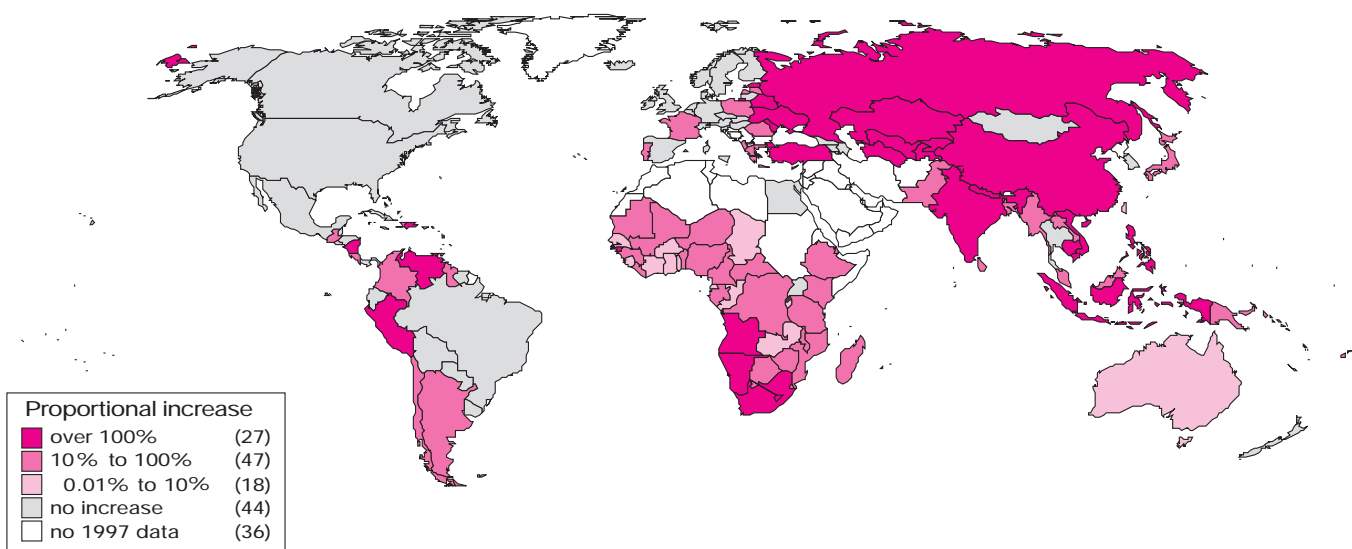 Proportional increase
over 100% (27)
10% to 100% (47)
0.01% to 10% (18)
no increase (44)
no 1997 data (36)